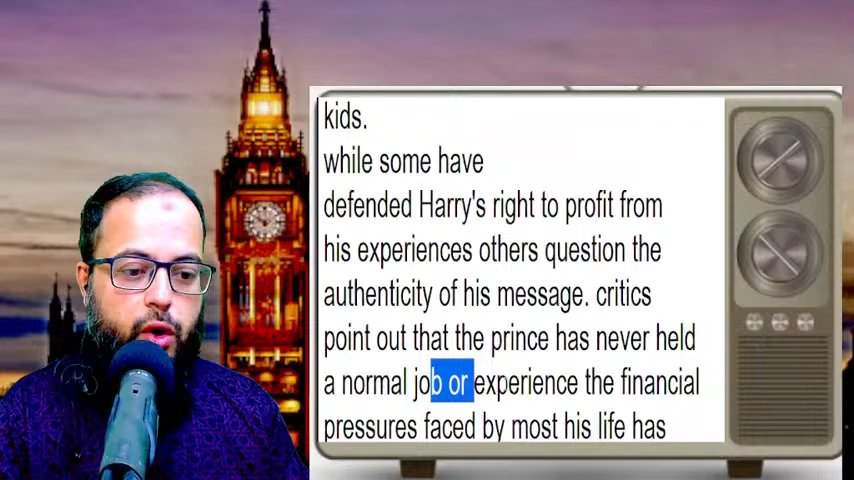 kids.
while some have
defended Harry's right to profit from
his experiences others question the
authenticity of his message. critics
point out that the prince has never held
a normal job or experience the financial
pressures faced by most his life has